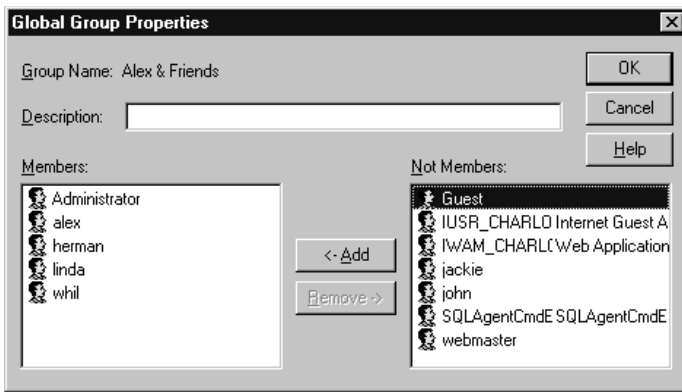 Global Group Properties
Group Name: Alex & Friends
OK
Description:
Cancel
Help
Members:
Administrator
alex
herman
linda
whil
<- Add
Remove ->
Not Members:
Guest
IUSR_CHARLO Internet Guest A
IWAM_CHARL( Web Application
jackie
john
SQLAgentCmdE SQLAgentCmdE
webmaster